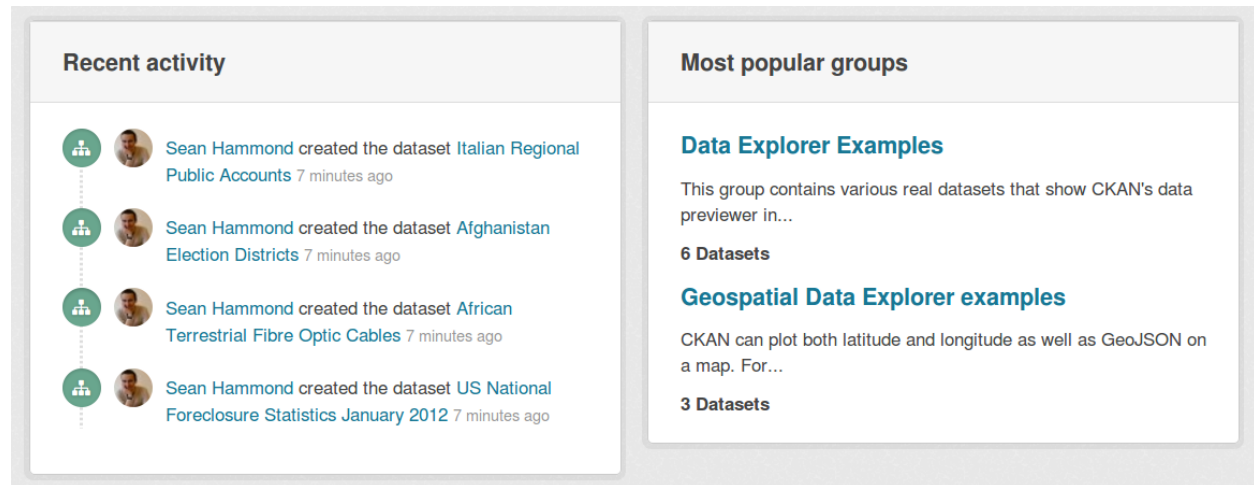 Recent activity
Sean Hammond created the dataset Italian Regional
Public Accounts 7 minutes ago
Sean Hammond created the dataset Afghanistan
Election Districts 7 minutes ago
Sean Hammond created the dataset African
Terrestrial Fibre Optic Cables 7 minutes ago
Sean Hammond created the dataset US National
Foreclosure Statistics January 2012 7 minutes ago
Most popular groups
Data Explorer Examples
This group contains various real datasets that show CKAN's data
previewer in...
6 Datasets
Geospatial Data Explorer examples
CKAN can plot both latitude and longitude as well as GeoJSON on
a map. For...
3 Datasets